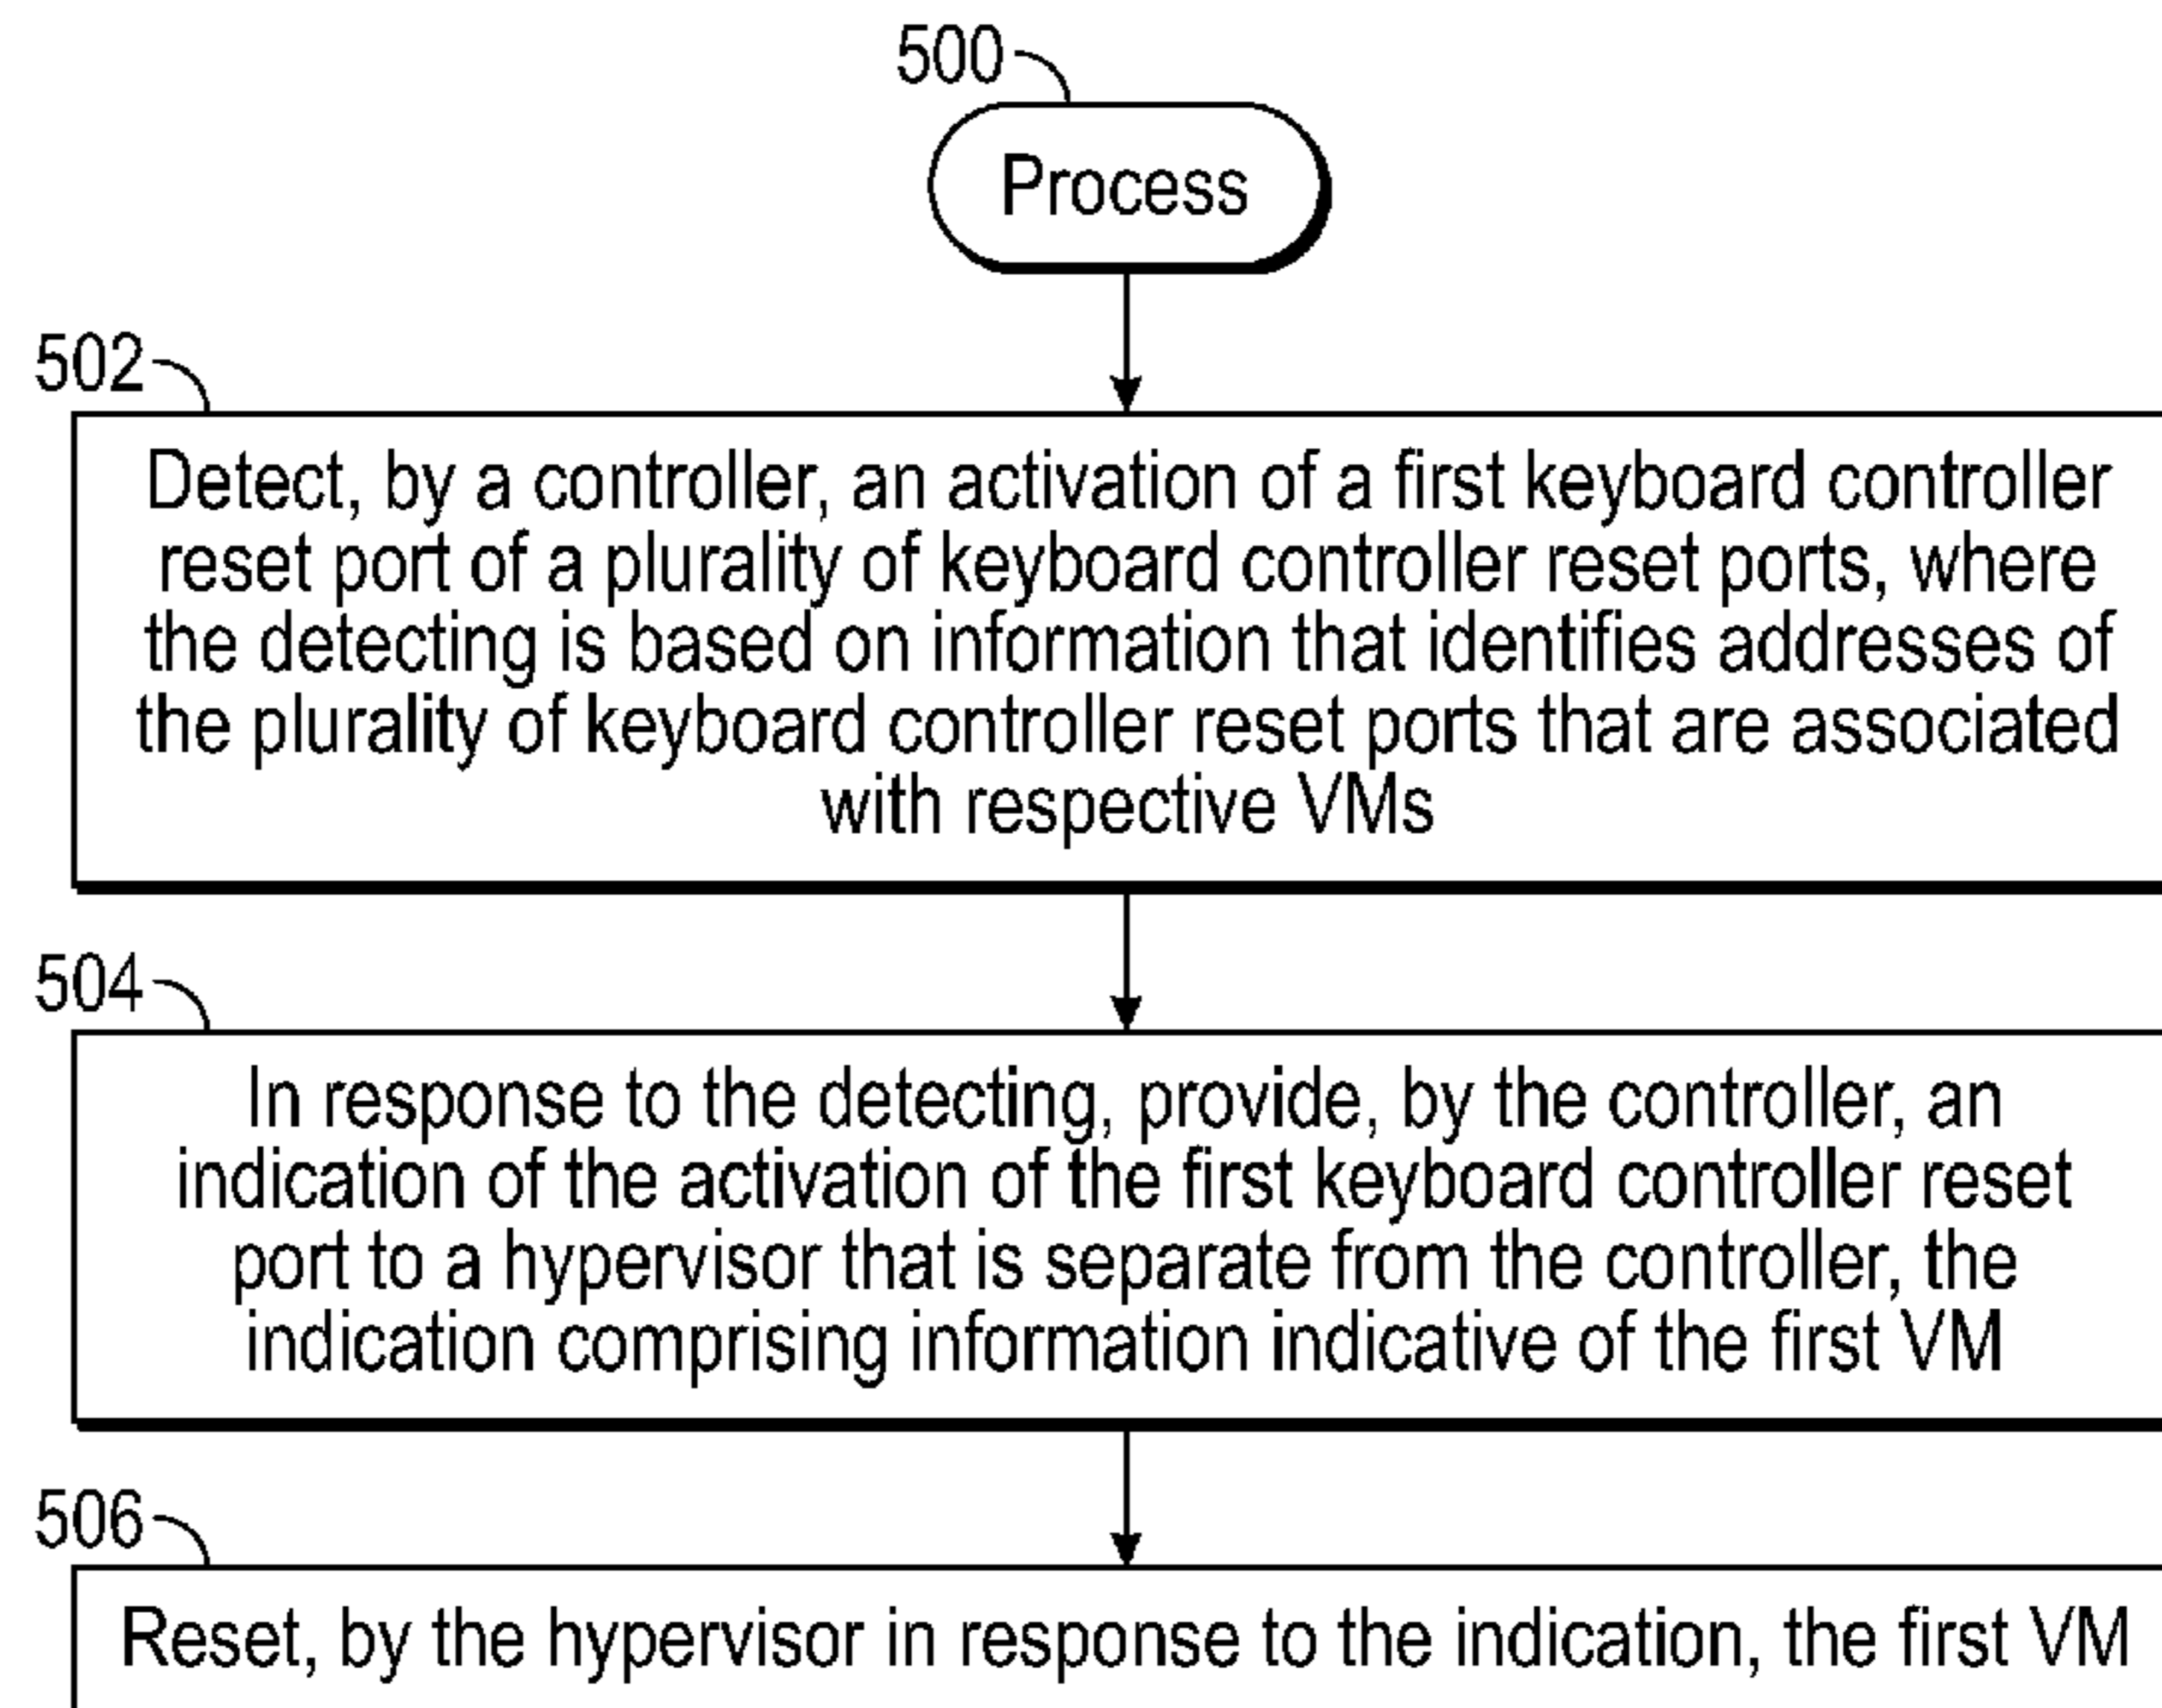 500
Process
502
Detect, by a controller, an activation of a first keyboard controller
reset port of a plurality of keyboard controller reset ports, where
the detecting is based on information that identifies addresses of
the plurality of keyboard controller reset ports that are associated
with respective VMs
504
In response to the detecting, provide, by the controller, an
indication of the activation of the first keyboard controller reset
port to a hypervisor that is separate from the controller, the
indication comprising information indicative of the first VM
506
Reset, by the hypervisor in response to the indication, the first VM